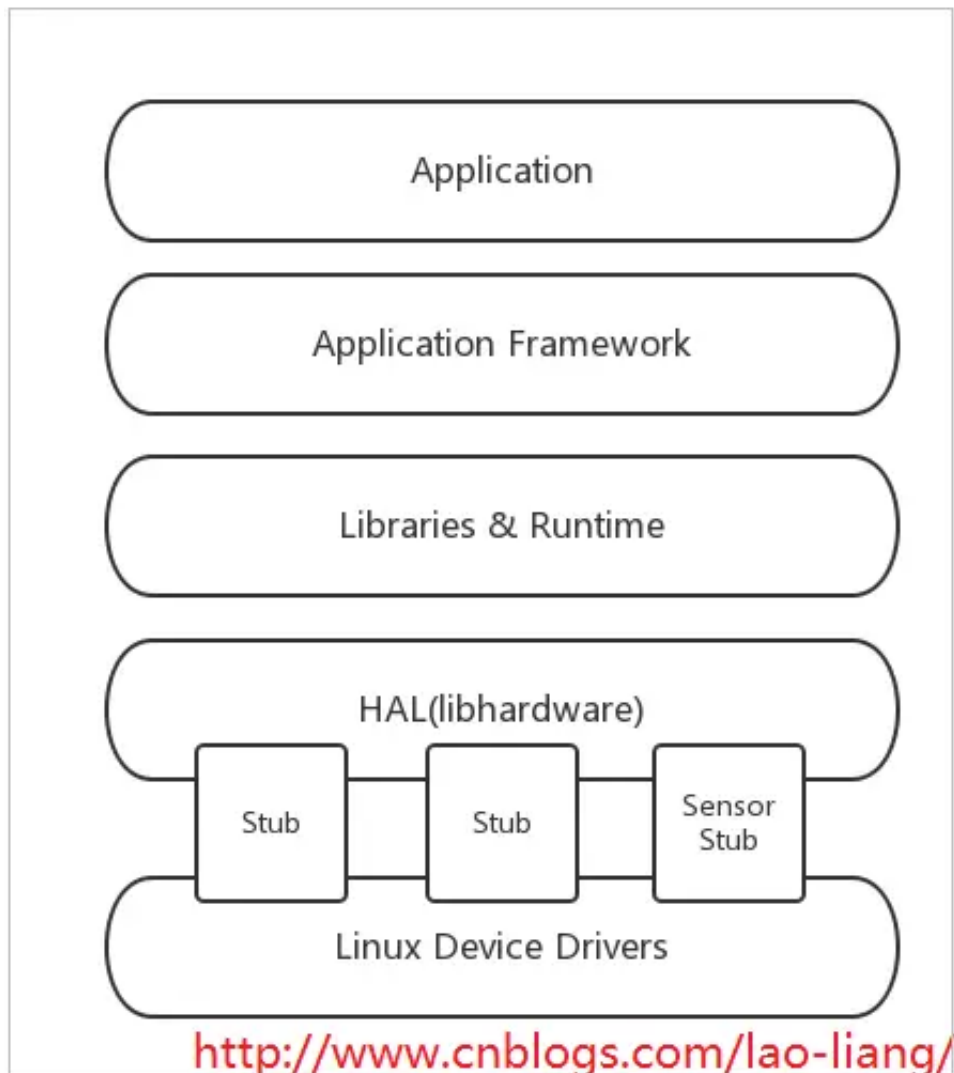 Application
Application Framework
Libraries & Runtime
HAL(libhardware)
Stub
Stub
Sensor
Stub
Linux Device Drivers
http://www.cnblogs.com/lao-liang/